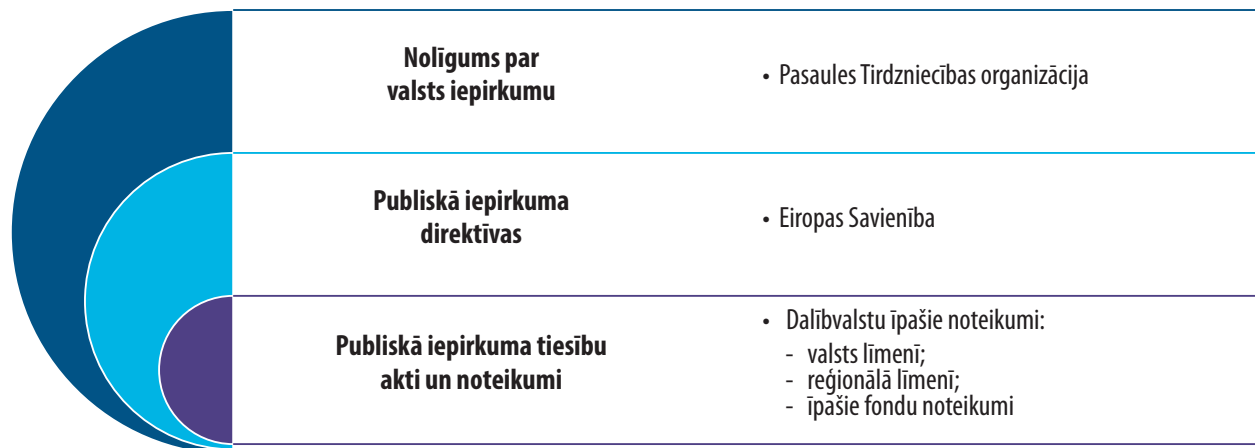 Nolīgums par
valsts iepirkumu
• Pasaules Tirdzniecības organizācija
Publiskā iepirkuma
direktīvas
• Eiropas Savienība
Publiskā iepirkuma tiesību
akti un noteikumi
• Dalībvalstu īpašie noteikumi:
- valsts līmenī;
- reģionālā līmenī;
- īpašie fondu noteikumi